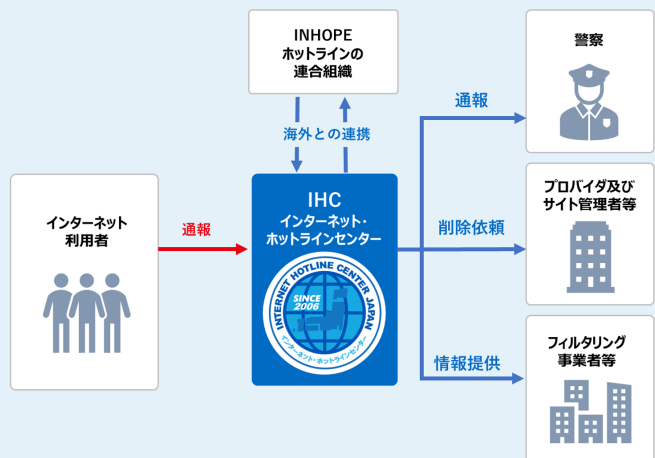 INHOPE
ホットラインの
連合組織
海外との連携
インターネット
利用者
通報
IHC
インターネット・
ホットラインセンター
INTERNET HOTLINE CENTER JAPAN
SINCE
2006
インターネット・ホットラインセンター
通報
警察
削除依頼
プロバイダ及び
サイト管理者等
情報提供
フィルタリング
事業者等